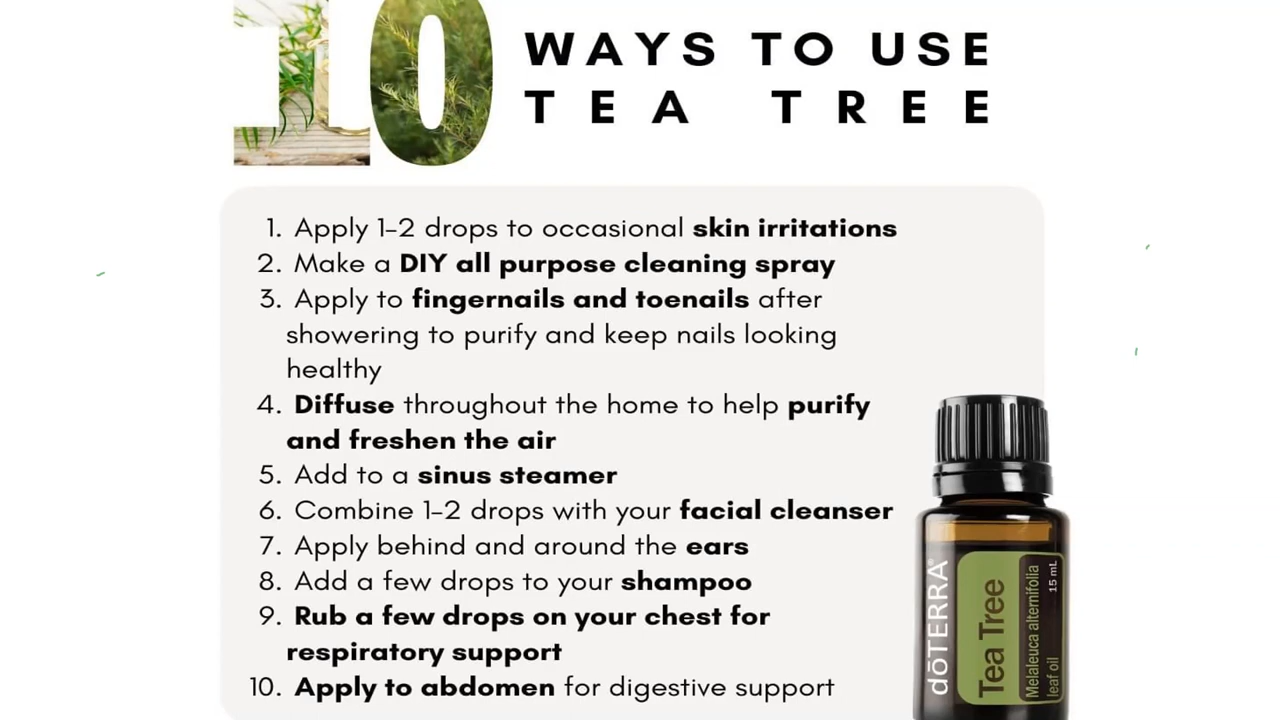 10 WAYS TO USE
TEA TREE
1. Apply 1-2 drops to occasional skin irritations
2. Make a DIY all purpose cleaning spray
3. Apply to fingernails and toenails after
showering to purify and keep nails looking
healthy
4. Diffuse throughout the home to help purify
and freshen the air
5. Add to a sinus steamer
6. Combine 1-2 drops with your facial cleanser
7. Apply behind and around the ears
8. Add a few drops to your shampoo
9. Rub a few drops on your chest for
respiratory support
10. Apply to abdomen for digestive support
dōTERRA®
Tea Tree
Melaleuca alternifolia
leaf oil
15 mL